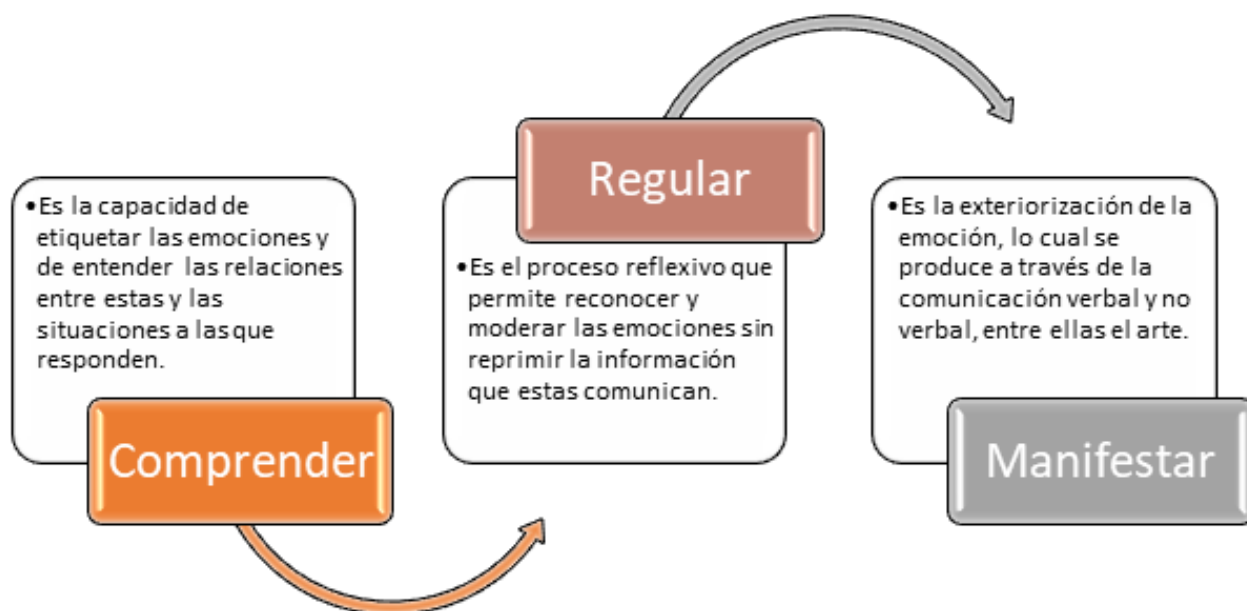 •Es la capacidad de
etiquetar las emociones y
de entender las relaciones
entre estas y las
situaciones a las que
responden.
Comprender
Regular
•Es el proceso reflexivo que
permite reconocer y
moderar las emociones sin
reprimir la información
que estas comunican.
•Es la exteriorización de la
emoción, lo cual se
produce a través de la
comunicación verbal y no
verbal, entre ellas el arte.
Manifestar